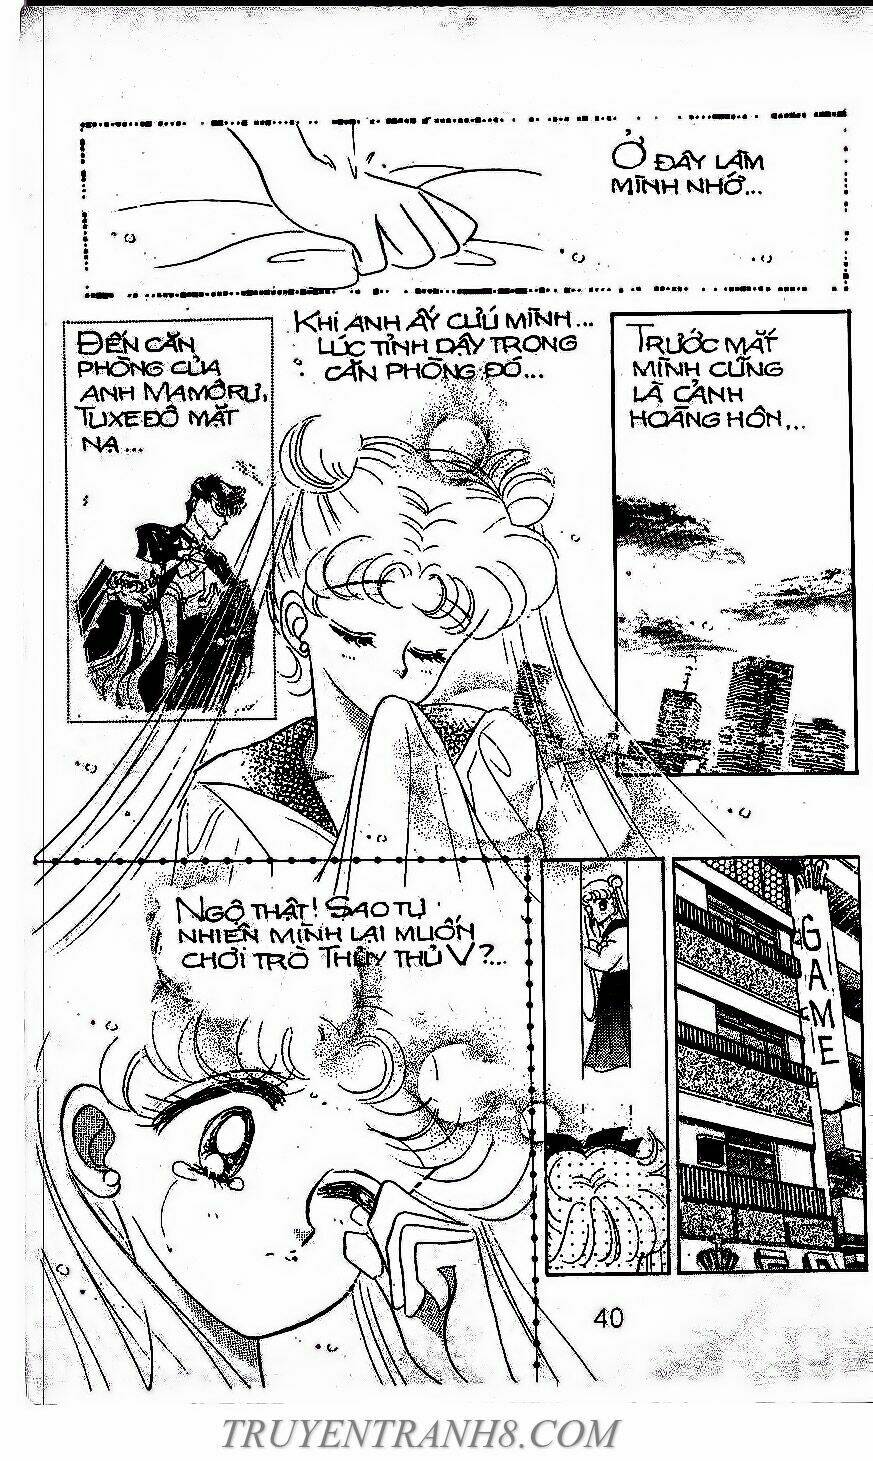 Ở ĐÂY LÀM
MÌNH NHỚ...
ĐẾN CĂN
PHÒNG CỦA
ANH MAMÔRƯ,
TUXEĐÔ MẶT
NẠ...
KHI ANH ẤY CỨU MÌNH...
LÚC TỈNH DẬY TRONG
CĂN PHÒNG ĐÓ...
TRƯỚC MẮT
MÌNH CŨNG
LÀ CẢNH
HOÀNG HÔN...
NGỘ THẬT! SAO TỰ
NHIÊN MÌNH LẠI MUỐN
CHƠI TRÒ THỦY THỦ V?...
GAME
40
TRUYENTRANH8.COM